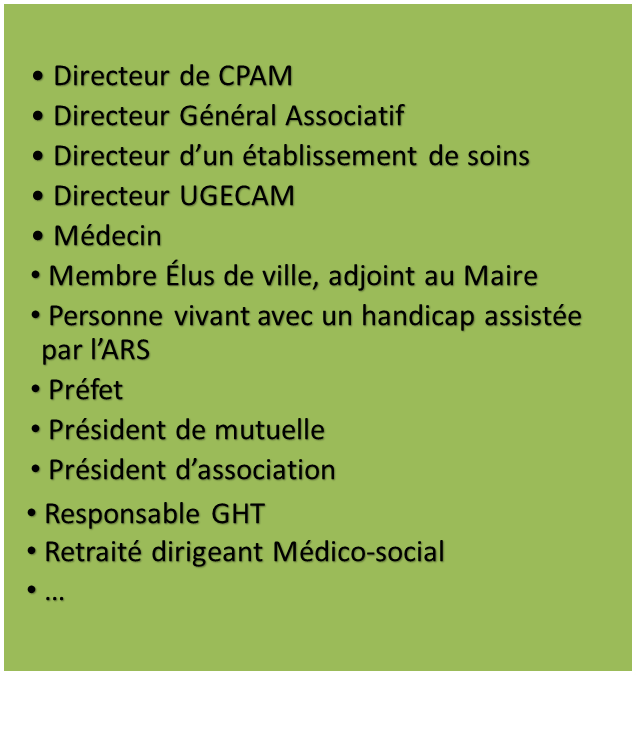 • Directeur de CPAM
• Directeur Général Associatif
• Directeur d’un établissement de soins
• Directeur UGECAM
• Médecin
• Membre Élus de ville, adjoint au Maire
• Personne vivant avec un handicap assistée
par l’ARS
• Préfet
• Président de mutuelle
• Président d’association
• Responsable GHT
• Retraité dirigeant Médico-social
• …